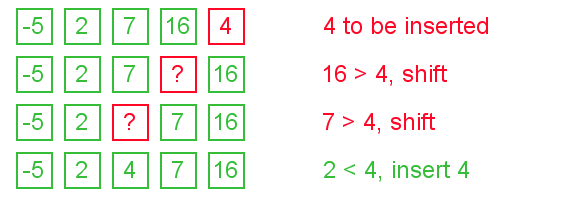 -5 2 7 16 4 4 to be inserted
-5 2 7 ? 16 16 > 4, shift
-5 2 ? 7 16 7 > 4, shift
-5 2 4 7 16 2 < 4, insert 4